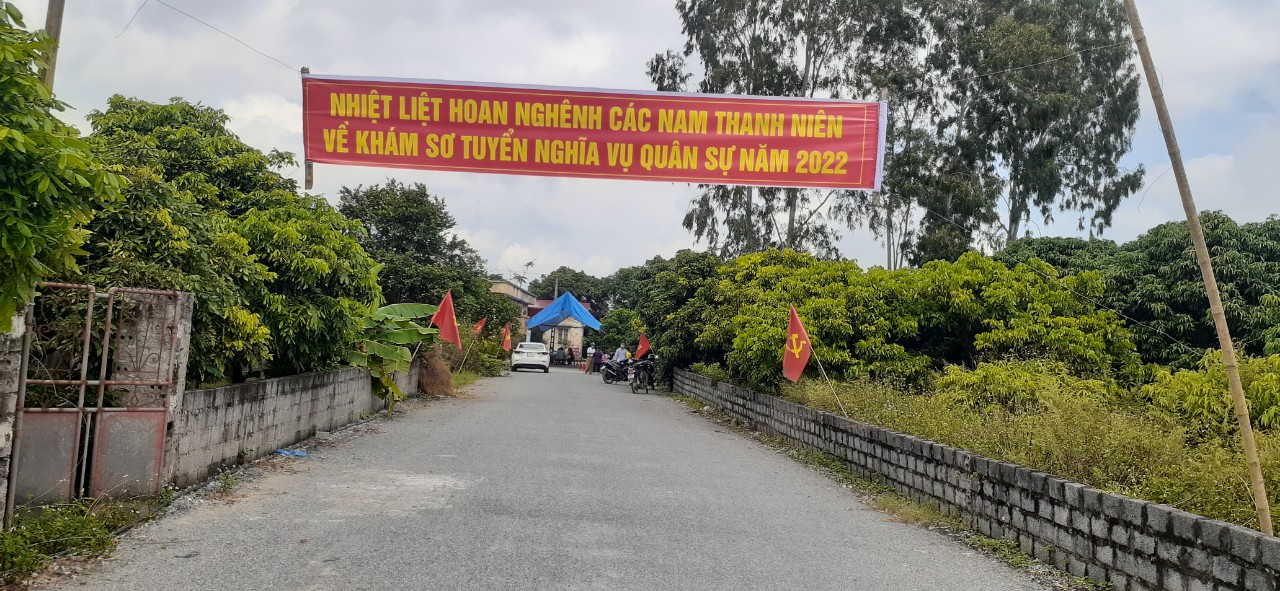 NHIỆT LIỆT HOAN NGHÊNH CÁC NAM THANH NIÊN
VỀ KHÁM SƠ TUYỂN NGHĨA VỤ QUÂN SỰ NĂM 2022